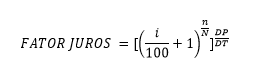 FATOR JUROS = [(i/100 + 1)^(n/N)]^(DP/DT)